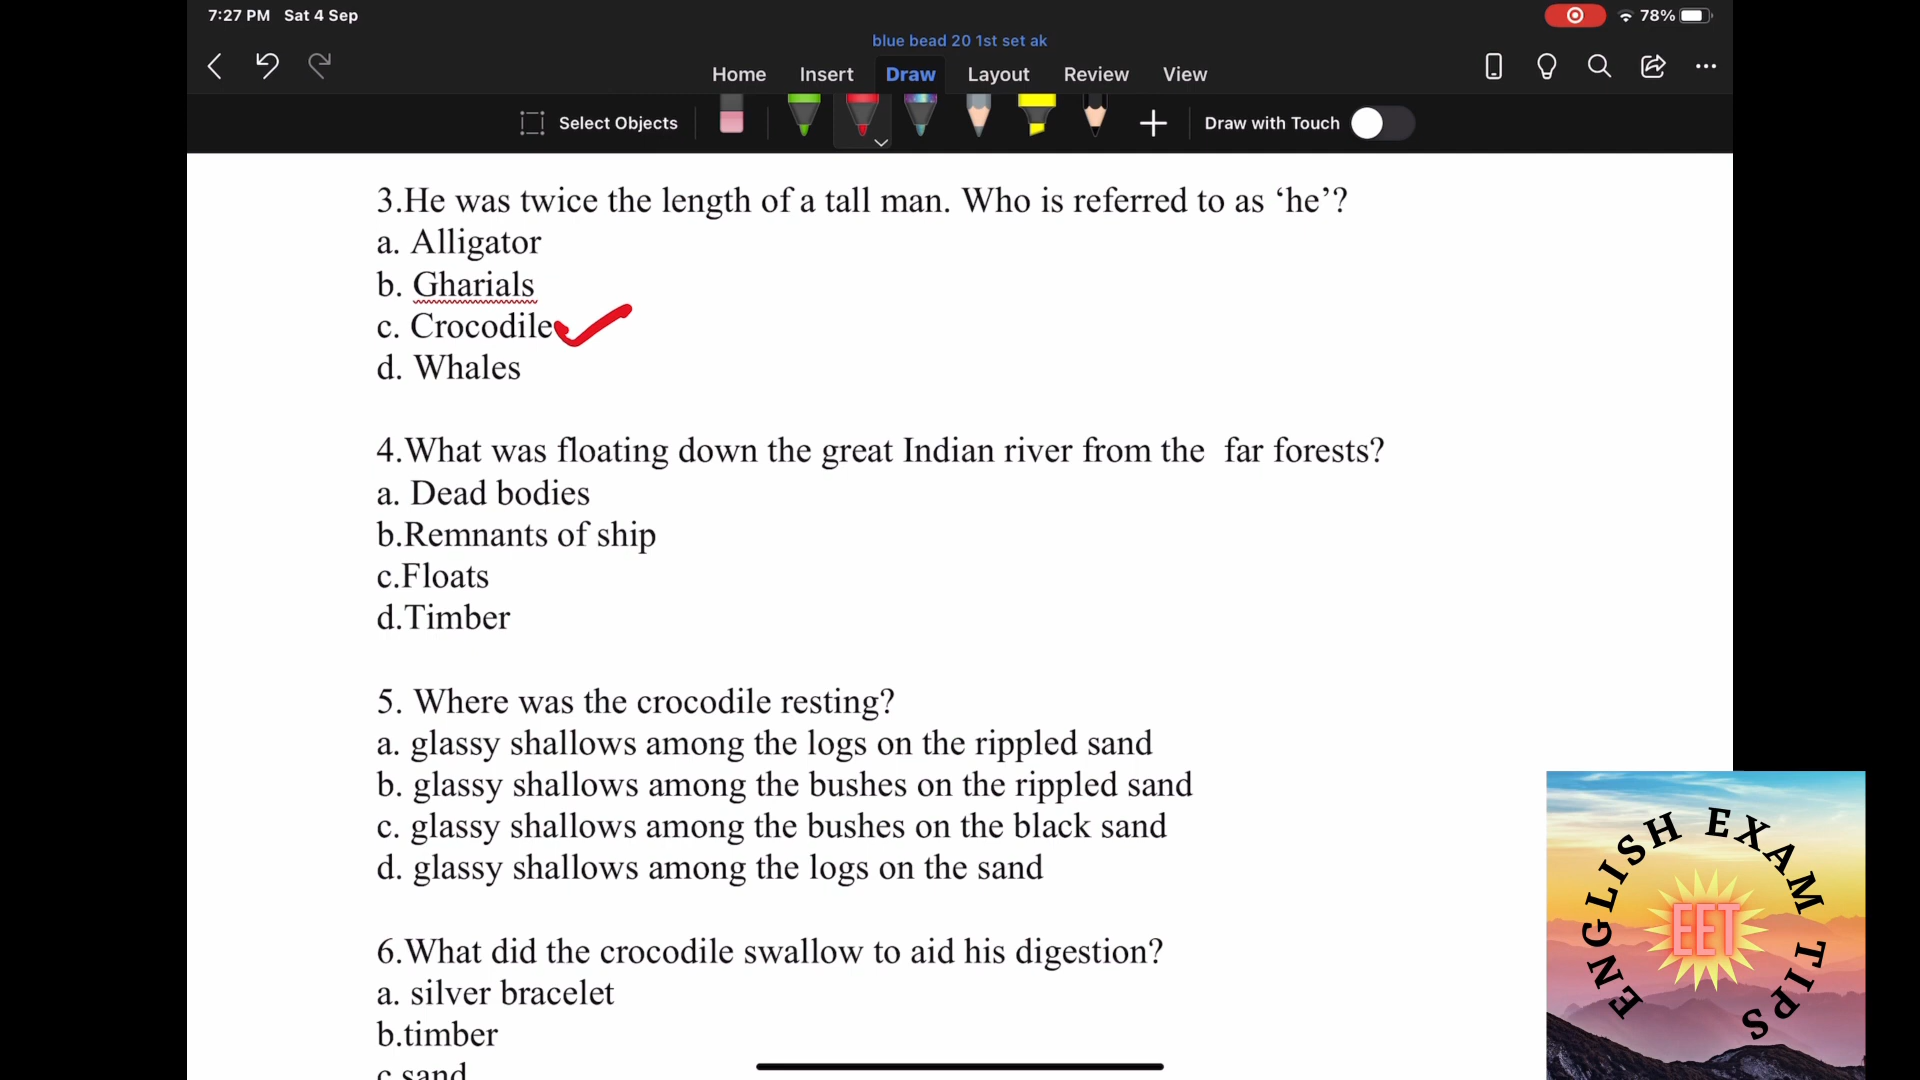 7:27 PM Sat 4 Sep
78%
blue bead 20 1st set ak
Home Insert Draw Layout Review View
Select Objects
Draw with Touch
3.He was twice the length of a tall man. Who is referred to as ‘he’?
a. Alligator
b. Gharials
c. Crocodile
d. Whales
4.What was floating down the great Indian river from the  far forests?
a. Dead bodies
b.Remnants of ship
c.Floats
d.Timber
5. Where was the crocodile resting?
a. glassy shallows among the logs on the rippled sand
b. glassy shallows among the bushes on the rippled sand
c. glassy shallows among the bushes on the black sand
d. glassy shallows among the logs on the sand
6.What did the crocodile swallow to aid his digestion?
a. silver bracelet
b.timber
c.sand
ENGLISH EXAM TIPS
EET